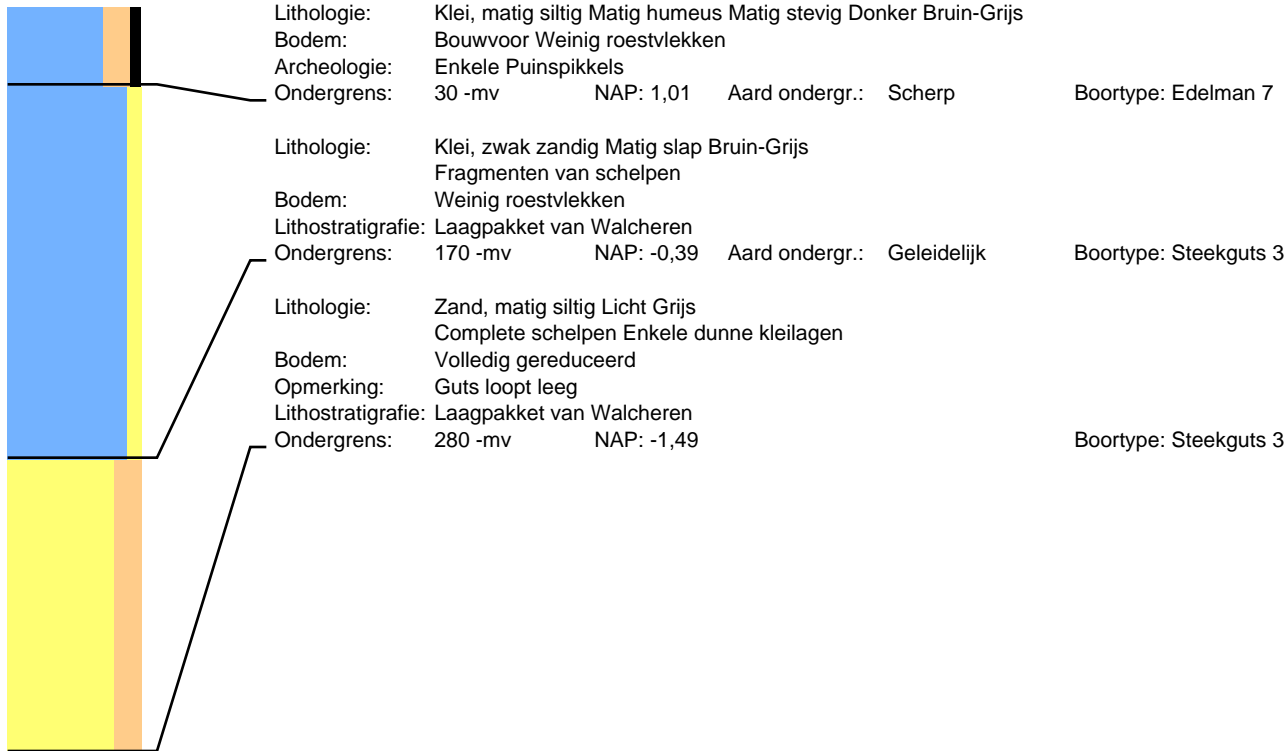 Lithologie: Klei, matig siltig Matig humeus Matig stevig Donker Bruin-Grijs
Bodem: Bouwvoor Weinig roestvlekken
Archeologie: Enkele Puinspikkels
Ondergrens: 30 -mv NAP: 1,01 Aard ondergr.: Scherp Boortype: Edelman 7
Lithologie: Klei, zwak zandig Matig slap Bruin-Grijs
Fragmenten van schelpen
Bodem: Weinig roestvlekken
Lithostratigrafie: Laagpakket van Walcheren
Ondergrens: 170 -mv NAP: -0,39 Aard ondergr.: Geleidelijk Boortype: Steekguts 3
Lithologie: Zand, matig siltig Licht Grijs
Complete schelpen Enkele dunne kleilagen
Bodem: Volledig gereduceerd
Opmerking: Guts loopt leeg
Lithostratigrafie: Laagpakket van Walcheren
Ondergrens: 280 -mv NAP: -1,49 Boortype: Steekguts 3